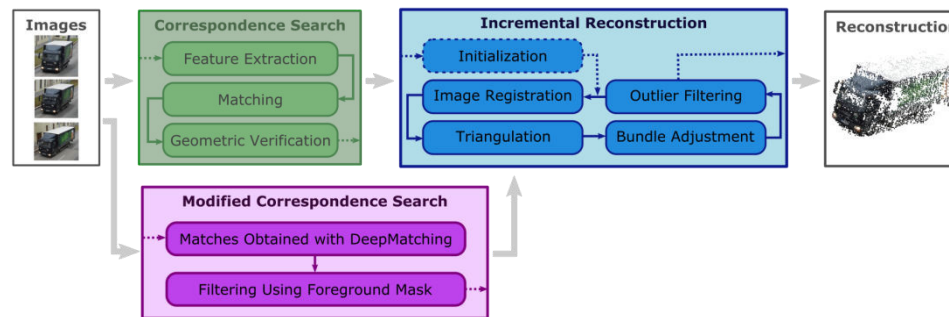 Images
Correspondence Search
Feature Extraction
Matching
Geometric Verification
Incremental Reconstruction
Initialization
Image Registration
Outlier Filtering
Triangulation
Bundle Adjustment
Reconstruction
Modified Correspondence Search
Matches Obtained with DeepMatching
Filtering Using Foreground Mask